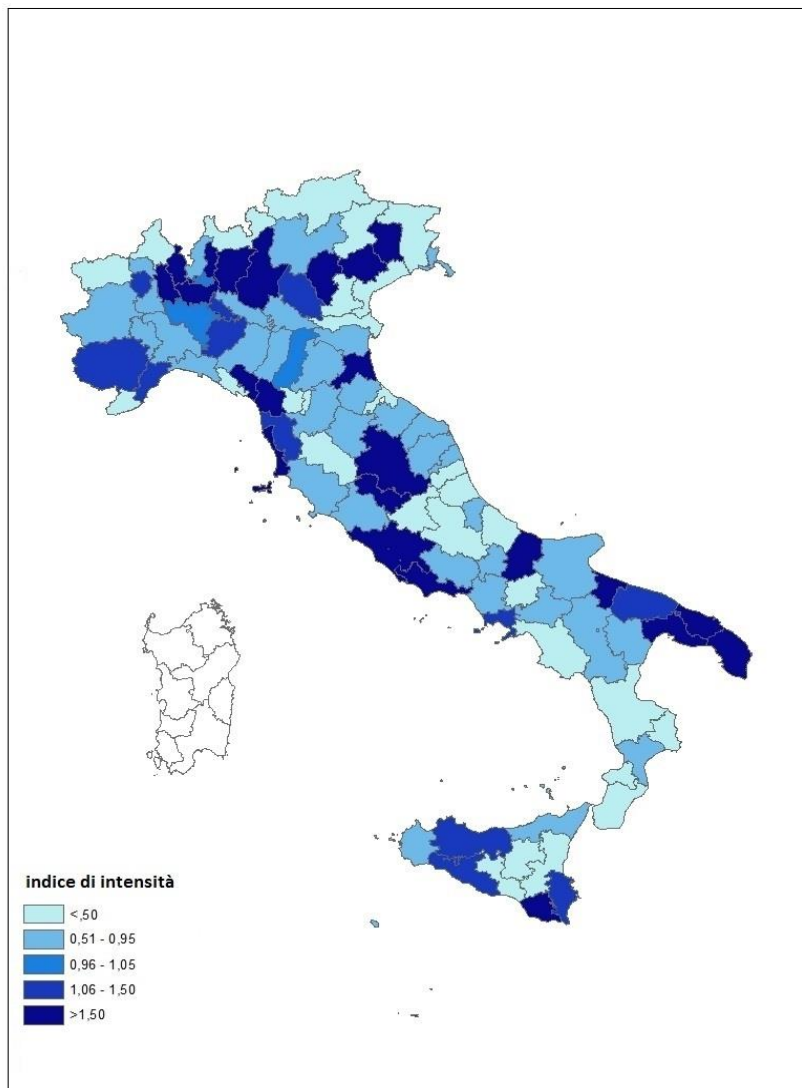 indice di intensità
<,50
0,51 - 0,95
0,96 - 1,05
1,06 - 1,50
>1,50